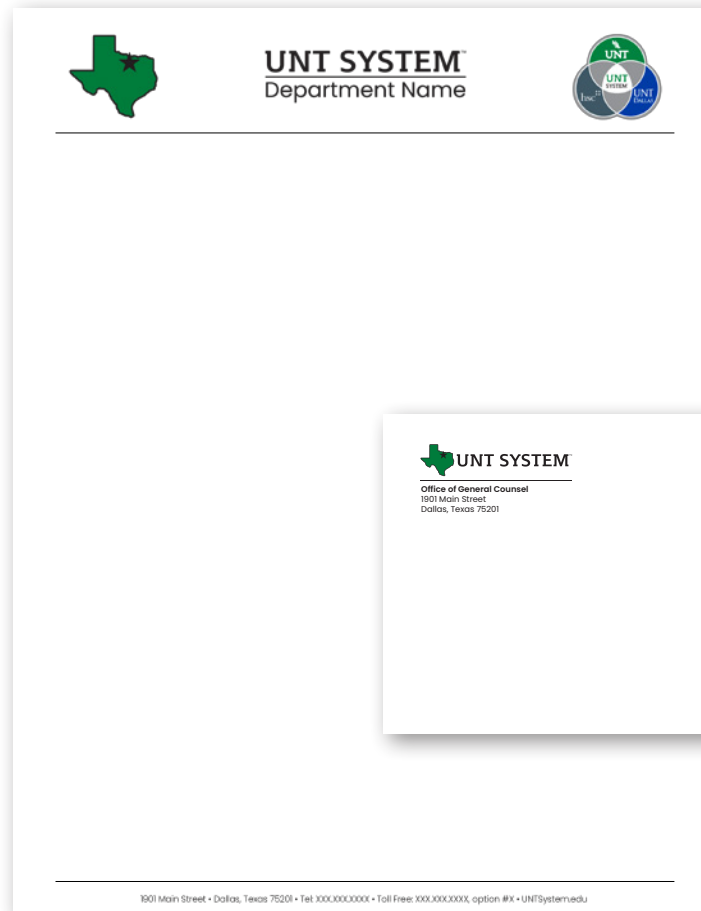 UNT SYSTEM™
Department Name
UNT
UNT
SYSTEM
hsc
UNT
DALLAS
UNT SYSTEM
Office of General Counsel
1901 Main Street
Dallas, Texas 75201
1901 Main Street • Dallas, Texas 75201 • Tel: XXX.XXX.XXXX • Toll Free: XXX.XXX.XXXX, option #X • UNTSystem.edu